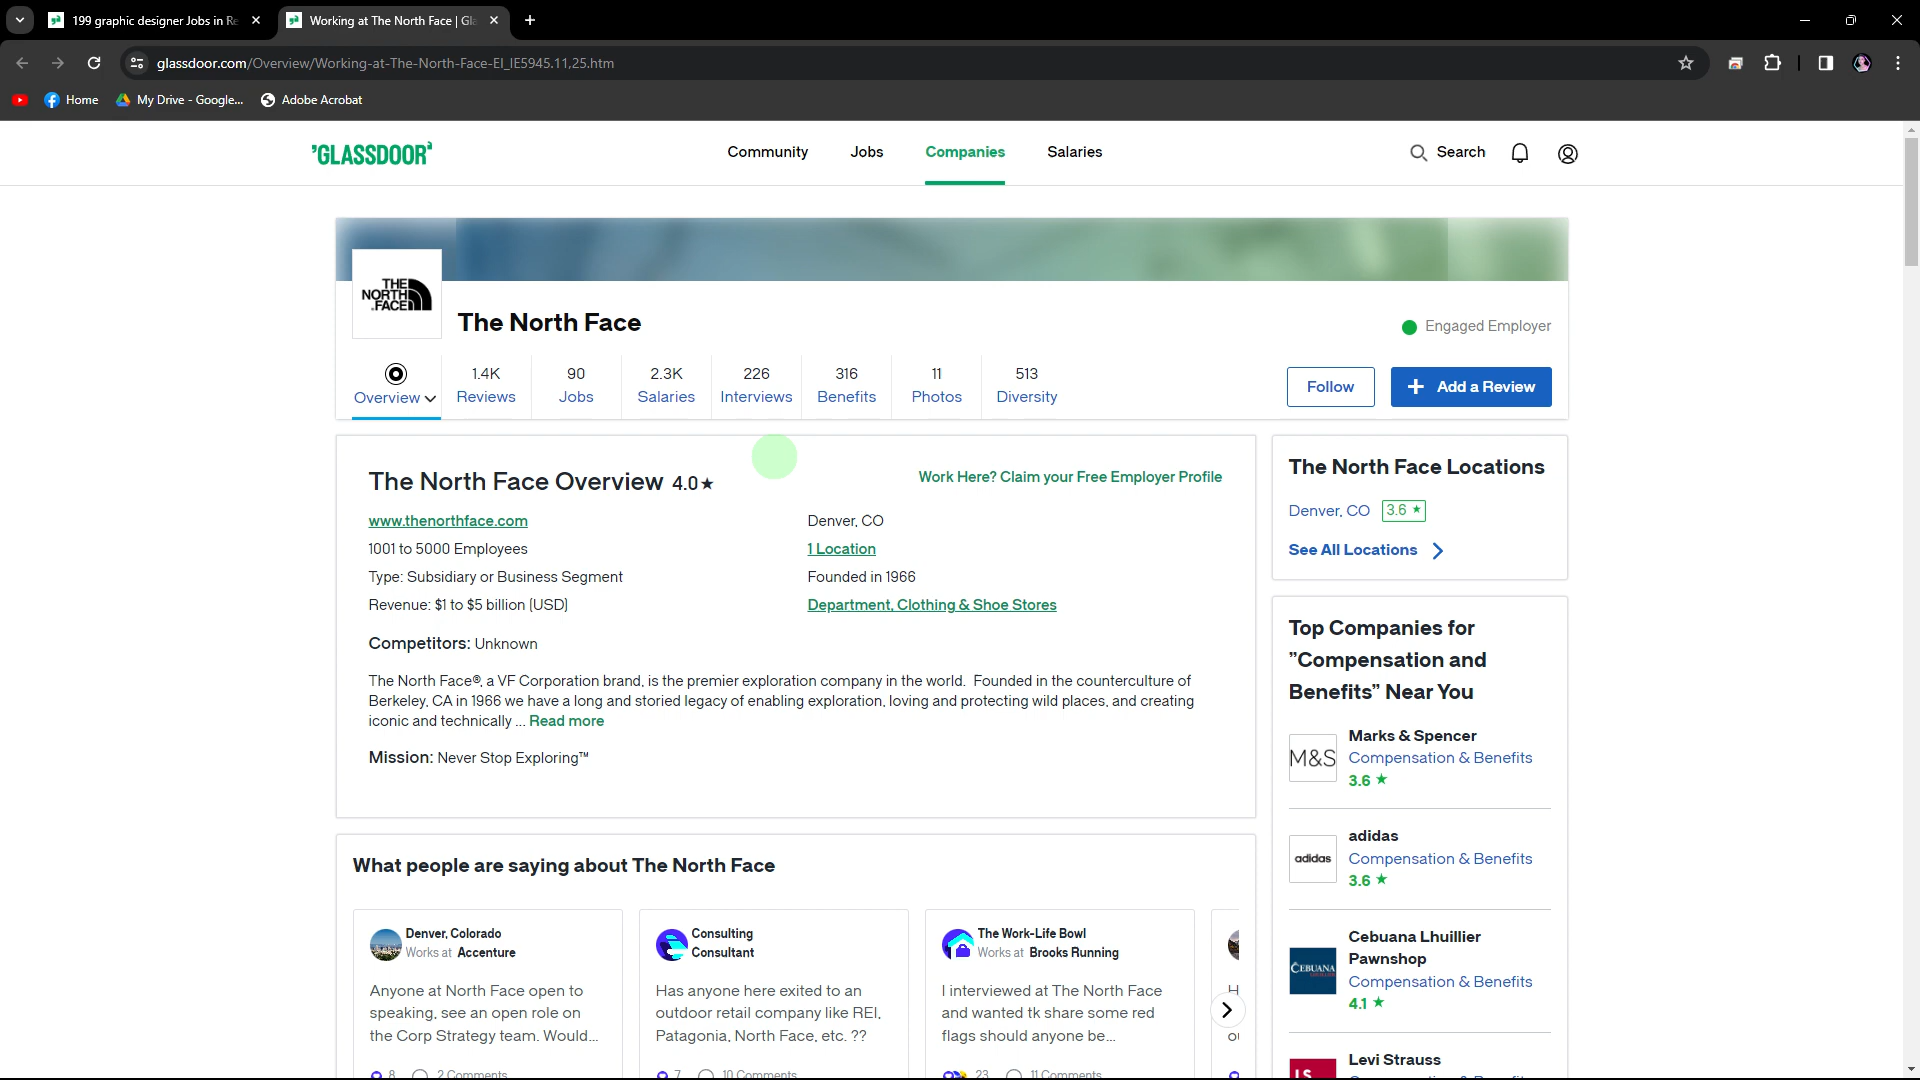 199 graphic designer Jobs in Re
Working at The North Face | Gla
glassdoor.com/Overview/Working-at-The-North-Face-EI_IE5945.11,25.htm
Home
My Drive - Google...
Adobe Acrobat
GLASSDOOR
Community
Jobs
Companies
Salaries
Search
THE NORTH FACE
The North Face
Engaged Employer
Overview
1.4K
Reviews
90
Jobs
2.3K
Salaries
226
Interviews
316
Benefits
11
Photos
513
Diversity
Follow
+ Add a Review
The North Face Overview 4.0★
Work Here? Claim your Free Employer Profile
www.thenorthface.com
Denver, CO
1001 to 5000 Employees
1 Location
Type: Subsidiary or Business Segment
Founded in 1966
Revenue: $1 to $5 billion (USD)
Department, Clothing & Shoe Stores
Competitors: Unknown
The North Face®, a VF Corporation brand, is the premier exploration company in the world. Founded in the counterculture of
Berkeley, CA in 1966 we have a long and storied legacy of enabling exploration, loving and protecting wild places, and creating
iconic and technically ... Read more
Mission: Never Stop Exploring™
The North Face Locations
Denver, CO 3.6 ★
See All Locations
Top Companies for
"Compensation and
Benefits" Near You
M&S
Marks & Spencer
Compensation & Benefits
3.6 ★
adidas
adidas
Compensation & Benefits
3.6 ★
CEBUANA
Cebuana Lhuillier
Pawnshop
Compensation & Benefits
4.1 ★
LS
Levi Strauss
What people are saying about The North Face
Denver, Colorado
Works at Accenture
Anyone at North Face open to
speaking, see an open role on
the Corp Strategy team. Would...
8 2 Comments
Consulting
Consultant
Has anyone here exited to an
outdoor retail company like REI,
Patagonia, North Face, etc. ??
7 10 Comments
The Work-Life Bowl
Works at Brooks Running
I interviewed at The North Face
and wanted tk share some red
flags should anyone be...
23 11 Comments